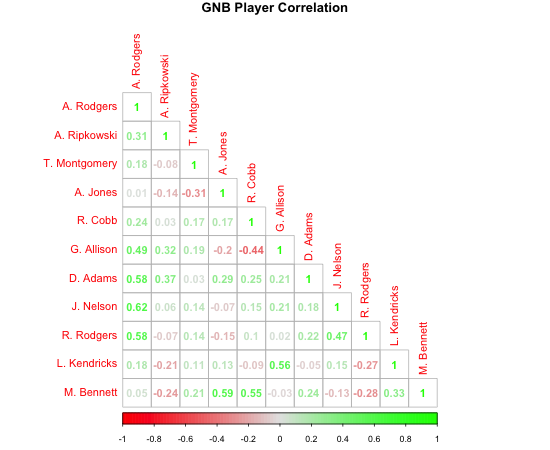 GNB Player Correlation
A. Rodgers
A. Ripkowski
T. Montgomery
A. Jones
R. Cobb
G. Allison
D. Adams
J. Nelson
R. Rodgers
L. Kendricks
M. Bennett
A. Rodgers 1
A. Ripkowski 0.31 1
T. Montgomery 0.18 -0.08 1
A. Jones 0.01 -0.14 -0.31 1
R. Cobb 0.24 0.03 0.17 0.17 1
G. Allison 0.49 0.32 0.19 -0.2 -0.44 1
D. Adams 0.58 0.37 0.03 0.29 0.25 0.21 1
J. Nelson 0.62 0.06 0.14 -0.07 0.15 0.21 0.18 1
R. Rodgers 0.58 -0.07 0.14 -0.15 0.1 0.02 0.22 0.47 1
L. Kendricks 0.18 -0.21 0.11 0.13 -0.09 0.56 -0.05 0.15 -0.27 1
M. Bennett 0.05 -0.24 0.21 0.59 0.55 -0.03 0.24 -0.13 -0.28 0.33 1
-1 -0.8 -0.6 -0.4 -0.2 0 0.2 0.4 0.6 0.8 1